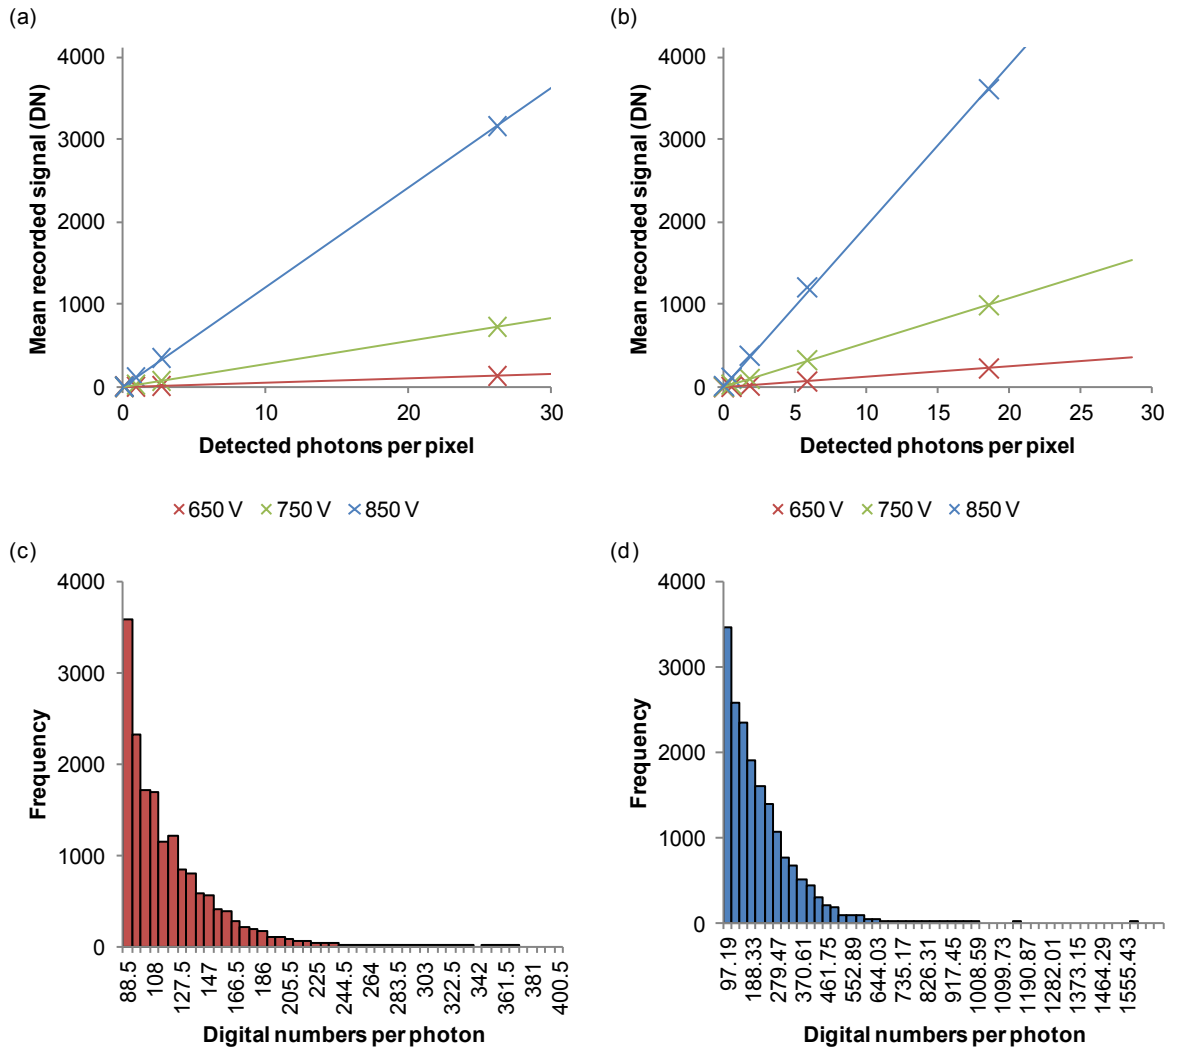 (a)
(b)
4000
3000
2000
1000
0
Mean recorded signal (DN)
0 10 20 30
Detected photons per pixel
650 V 750 V 850 V
4000
3000
2000
1000
0
Mean recorded signal (DN)
0 5 10 15 20 25 30
Detected photons per pixel
650 V 750 V 850 V
(c)
(d)
4000
3000
2000
1000
0
Frequency
88.5 108 127.5 147 166.5 186 205.5 225 244.5 264 283.5 303 322.5 342 361.5 381 400.5
Digital numbers per photon
4000
3000
2000
1000
0
Frequency
97.19 188.33 279.47 370.61 461.75 552.89 644.03 735.17 826.31 917.45 1008.59 1099.73 1190.87 1282.01 1373.15 1464.29 1555.43
Digital numbers per photon